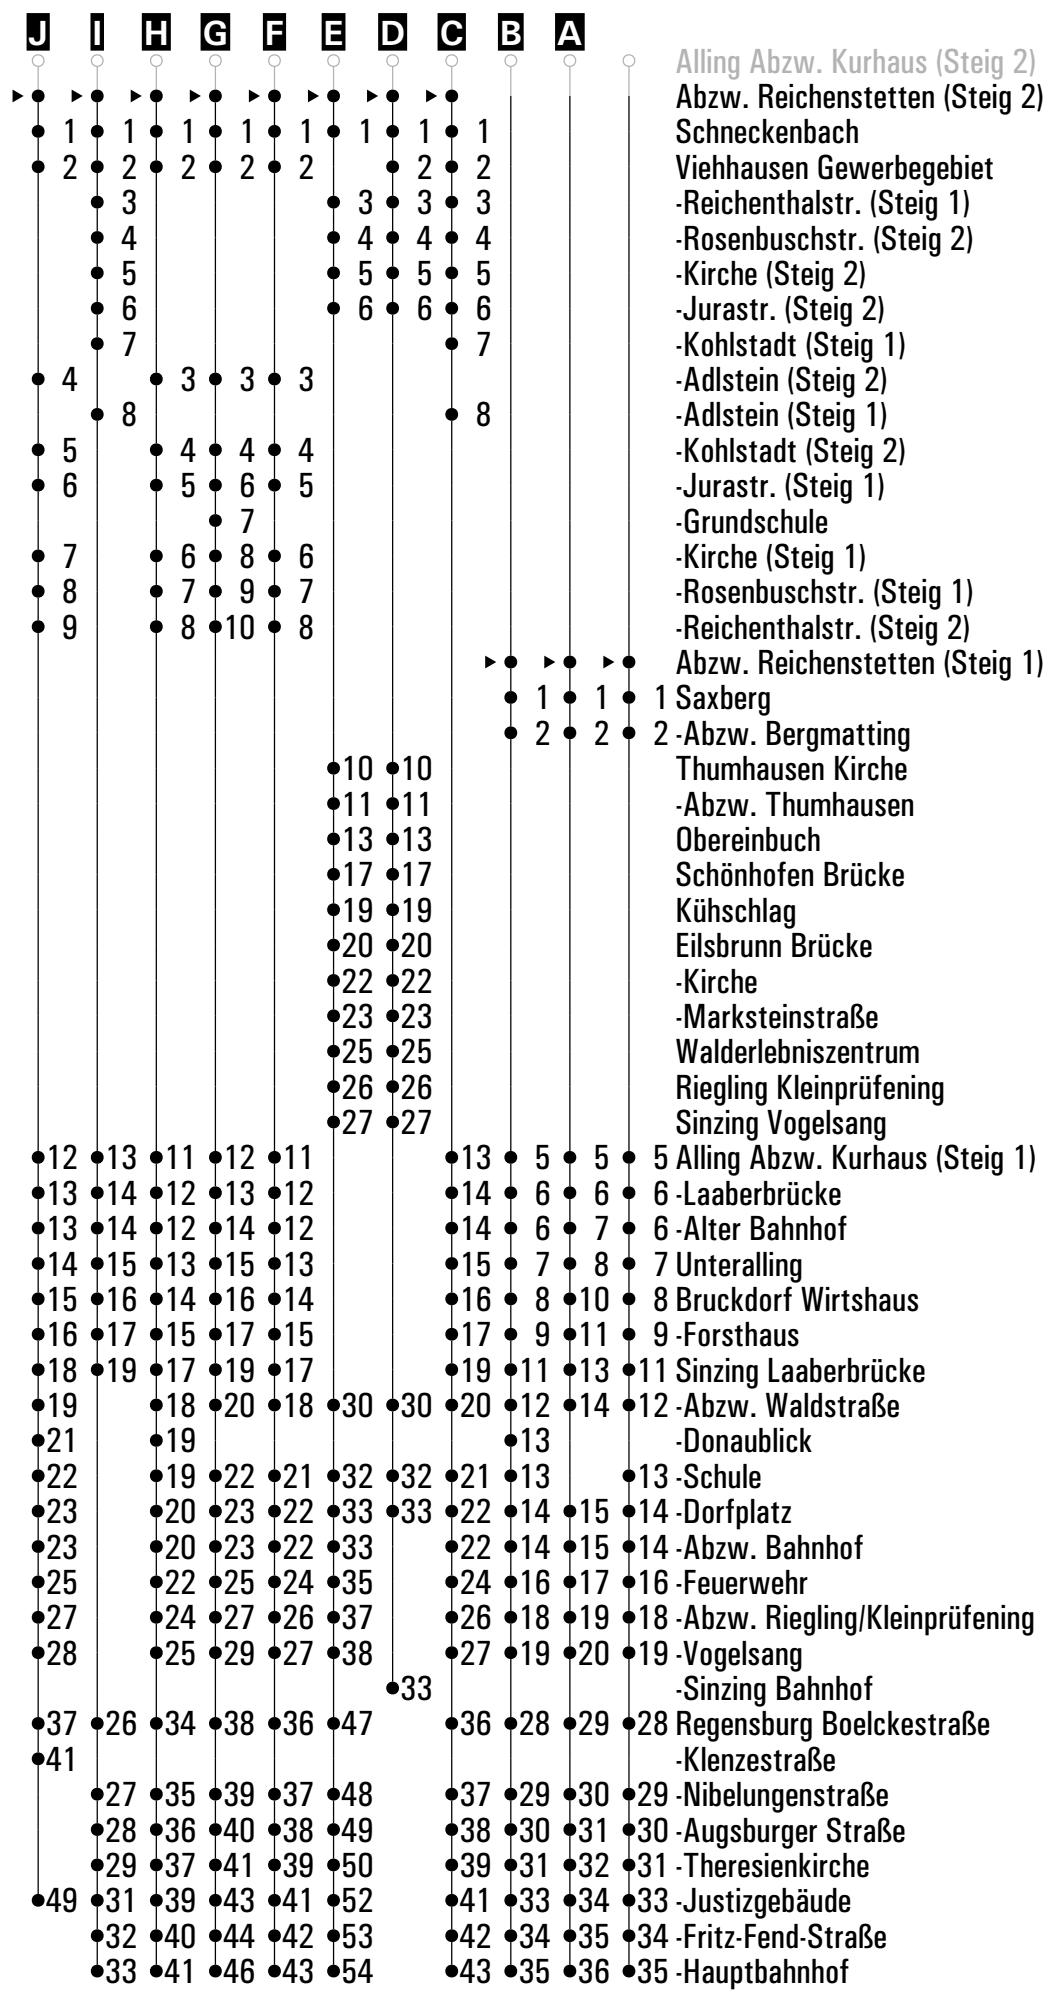 J I H G F E D C B A
Alling Abzw. Kurhaus (Steig 2)
Abzw. Reichenstetten (Steig 2)
1 1 1 1 1 1 1 1 Schneckenbach
2 2 2 2 2 2 2 Viehhausen Gewerbegebiet
3 3 3 3 -Reichenthalstr. (Steig 1)
4 4 4 4 -Rosenbuschstr. (Steig 2)
5 5 5 5 -Kirche (Steig 2)
6 6 6 6 -Jurastr. (Steig 2)
7 7 -Kohlstadt (Steig 1)
4 3 3 3 -Adlstein (Steig 2)
8 8 -Adlstein (Steig 1)
5 4 4 4 -Kohlstadt (Steig 2)
6 5 6 5 -Jurastr. (Steig 1)
7 -Grundschule
7 6 8 6 -Kirche (Steig 1)
8 7 9 7 -Rosenbuschstr. (Steig 1)
9 8 10 8 -Reichenthalstr. (Steig 2)
Abzw. Reichenstetten (Steig 1)
1 1 1 Saxberg
2 2 2 -Abzw. Bergmatting
10 10 Thumhausen Kirche
11 11 -Abzw. Thumhausen
13 13 Obereinbuch
17 17 Schönhofen Brücke
19 19 Kühschlag
20 20 Eilsbrunn Brücke
22 22 -Kirche
23 23 -Marksteinstraße
25 25 Walderlebniszentrum
26 26 Riegling Kleinprüfening
27 27 Sinzing Vogelsang
12 13 11 12 11 13 5 5 5 Alling Abzw. Kurhaus (Steig 1)
13 14 12 13 12 14 6 6 6 -Laaberbrücke
13 14 12 14 12 14 6 7 6 -Alter Bahnhof
14 15 13 15 13 15 7 8 7 Unteralling
15 16 14 16 14 16 8 10 8 Bruckdorf Wirtshaus
16 17 15 17 15 17 9 11 9 -Forsthaus
18 19 17 19 17 19 11 13 11 Sinzing Laaberbrücke
19 18 20 18 30 30 20 12 14 12 -Abzw. Waldstraße
21 19 13 -Donaublick
22 19 22 21 32 32 21 13 13 -Schule
23 20 23 22 33 33 22 14 15 14 -Dorfplatz
23 20 23 22 33 22 14 15 14 -Abzw. Bahnhof
25 22 25 24 35 24 16 17 16 -Feuerwehr
27 24 27 26 37 26 18 19 18 -Abzw. Riegling/Kleinprüfening
28 25 29 27 38 27 19 20 19 -Vogelsang
33 -Sinzing Bahnhof
37 26 34 38 36 47 36 28 29 28 Regensburg Boelckestraße
41 -Klenzestraße
27 35 39 37 48 37 29 30 29 -Nibelungenstraße
28 36 40 38 49 38 30 31 30 -Augsburger Straße
29 37 41 39 50 39 31 32 31 -Theresienkirche
49 31 39 43 41 52 41 33 34 33 -Justizgebäude
32 40 44 42 53 42 34 35 34 -Fritz-Fend-Straße
33 41 46 43 54 43 35 36 35 -Hauptbahnhof